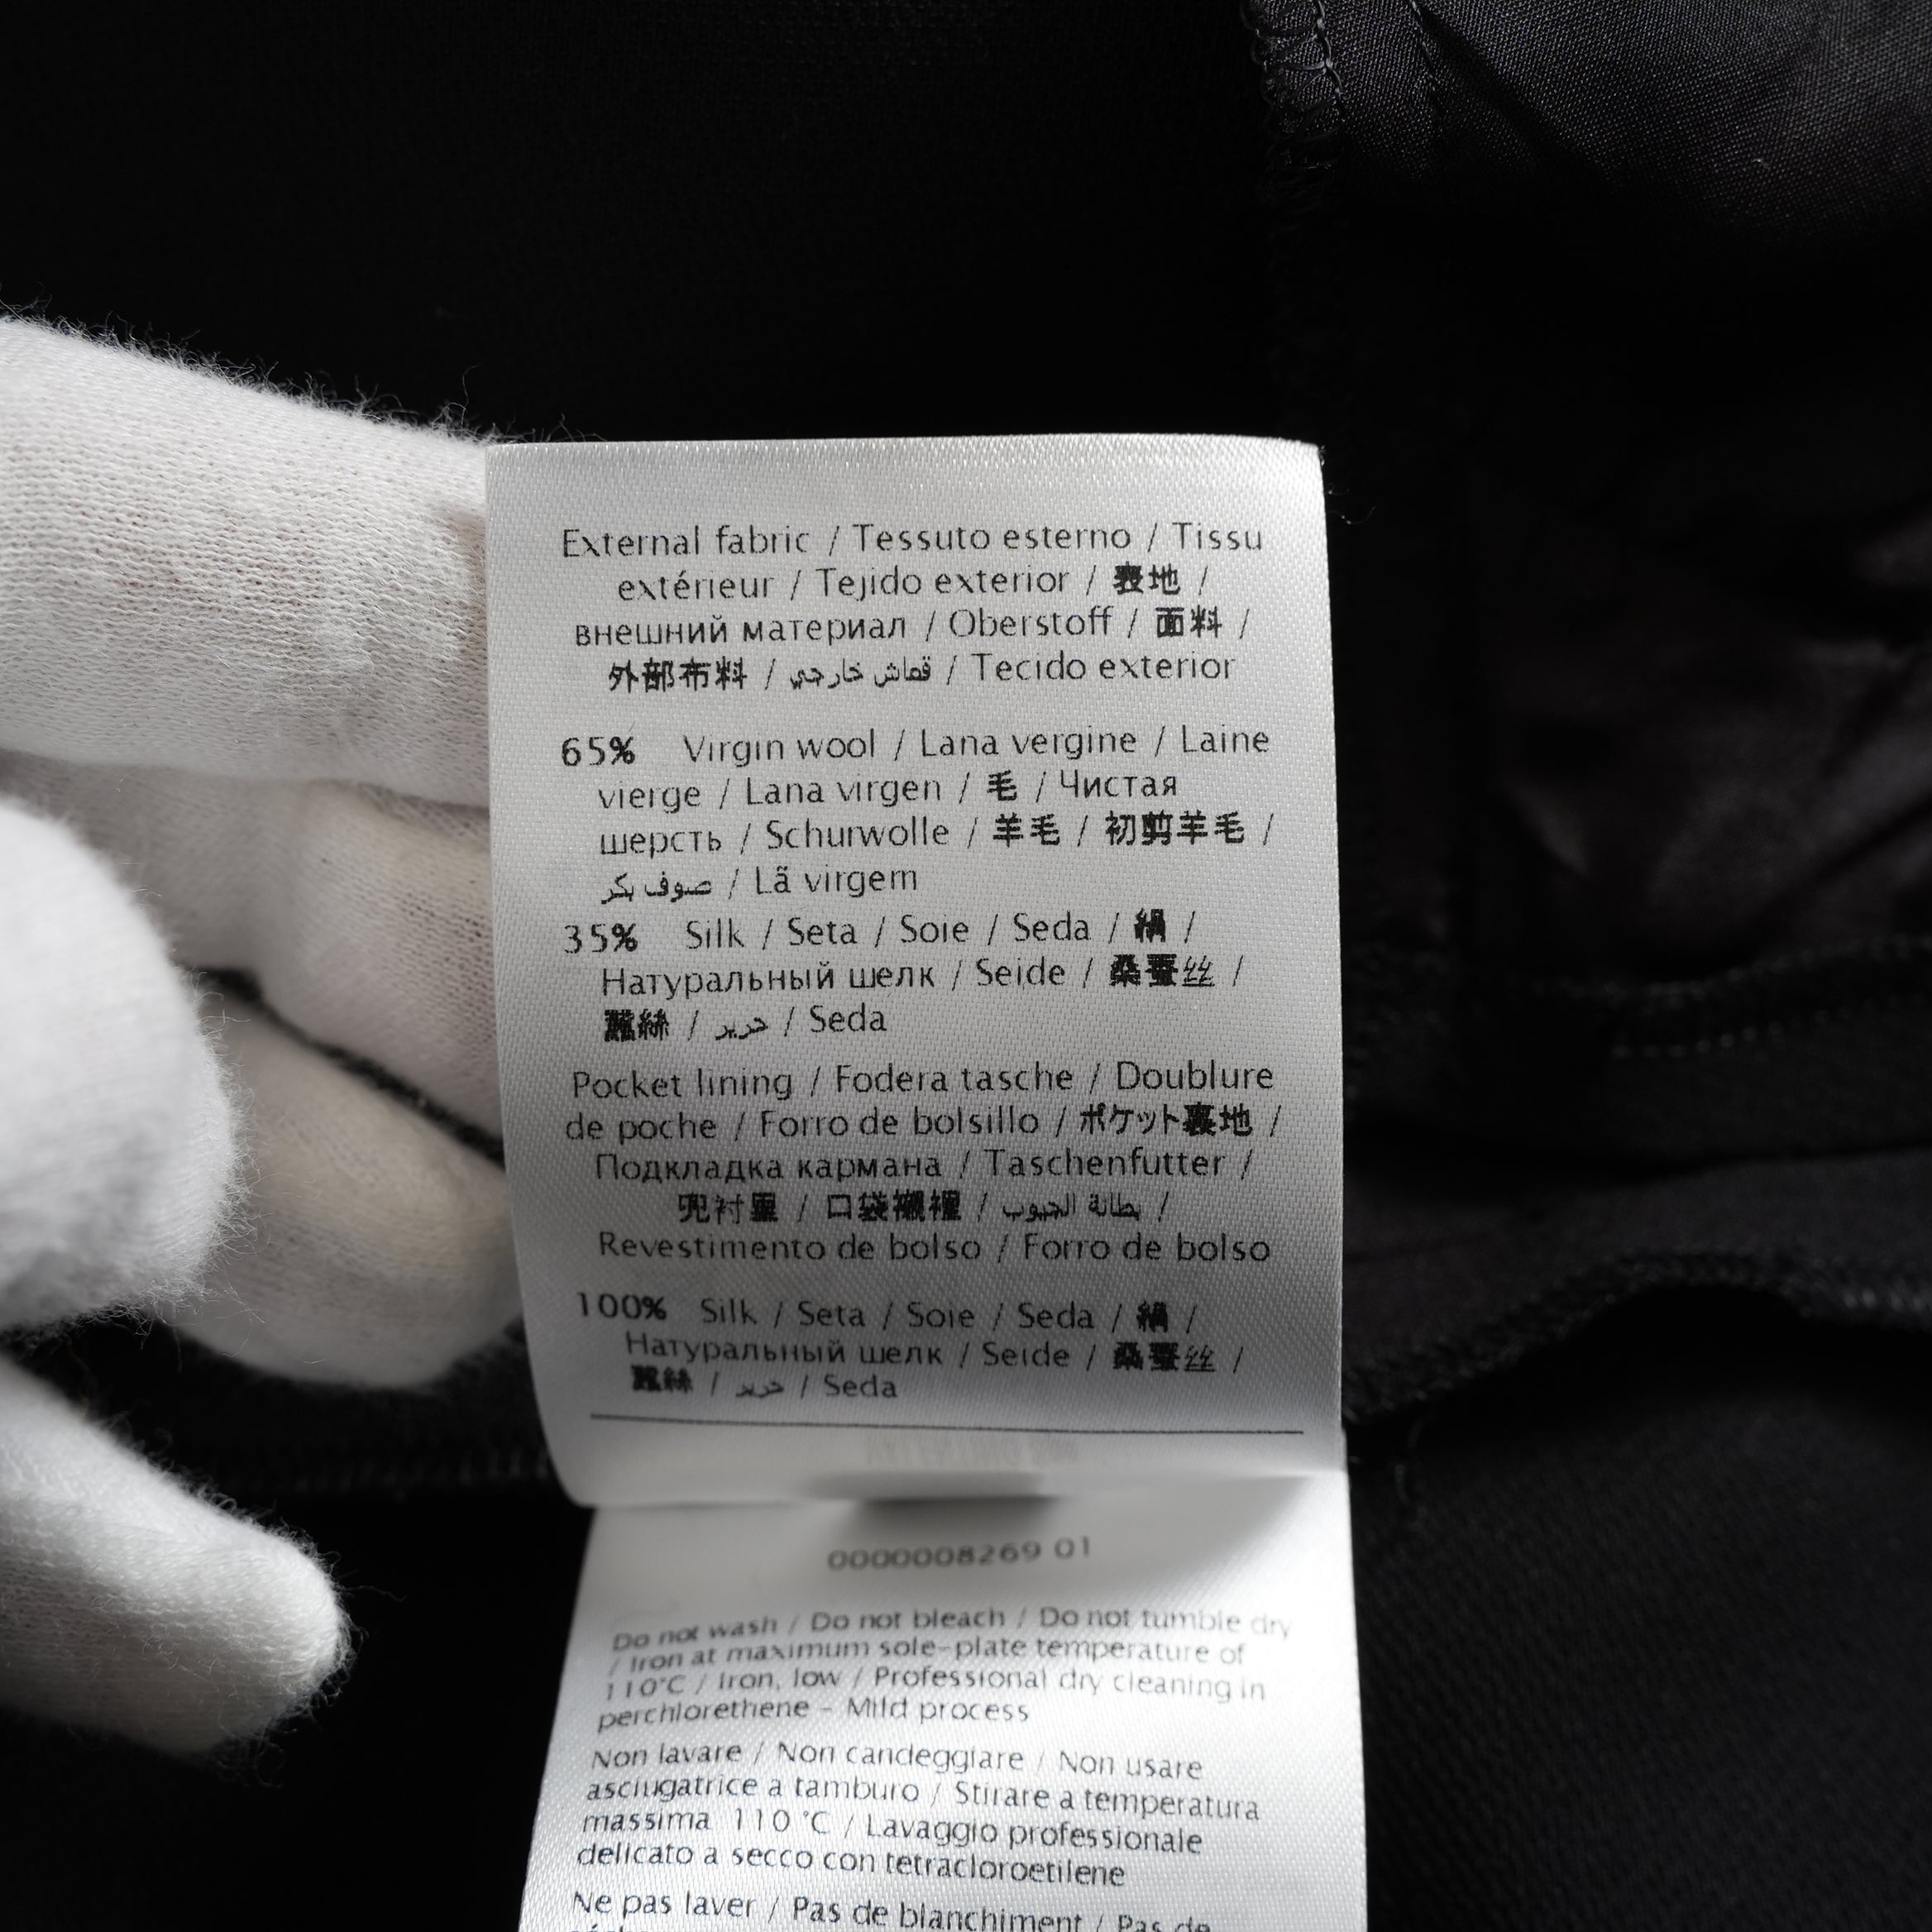 External fabric / Tessuto esterno / Tissu
extérieur / Tejido exterior / 表地 /
внешний материал / Oberstoff / 面料 /
外部布料 / قماش خارجي / Tecido exterior
65% Virgin wool / Lana vergine / Laine
vierge / Lana virgen / 毛 / Чистая
шерсть / Schurwolle / 羊毛 / 初剪羊毛 /
صوف بكر / Lã virgem
35% Silk / Seta / Soie / Seda / 絹 /
Натуральный шелк / Seide / 桑蚕丝 /
蠶絲 / حرير / Seda
Pocket lining / Fodera tasche / Doublure
de poche / Forro de bolsillo / ポケット裏地 /
Подкладка кармана / Taschenfutter /
兜衬里 / 口袋襯裡 / بطانة الجيوب /
Revestimento de bolso / Forro de bolso
100% Silk / Seta / Soie / Seda / 絹 /
Натуральный шелк / Seide / 桑蚕丝 /
蠶絲 / حرير / Seda
0000008269 01
Do not wash / Do not bleach / Do not tumble dry
/ Iron at maximum sole-plate temperature of
110°C / Iron, low / Professional dry cleaning in
perchlorethene - Mild process
Non lavare / Non candeggiare / Non usare
asciugatrice a tamburo / Stirare a temperatura
massima 110 °C / Lavaggio professionale
delicato a secco con tetracloroetilene
Ne pas laver / Pas de blanchiment / Pas de